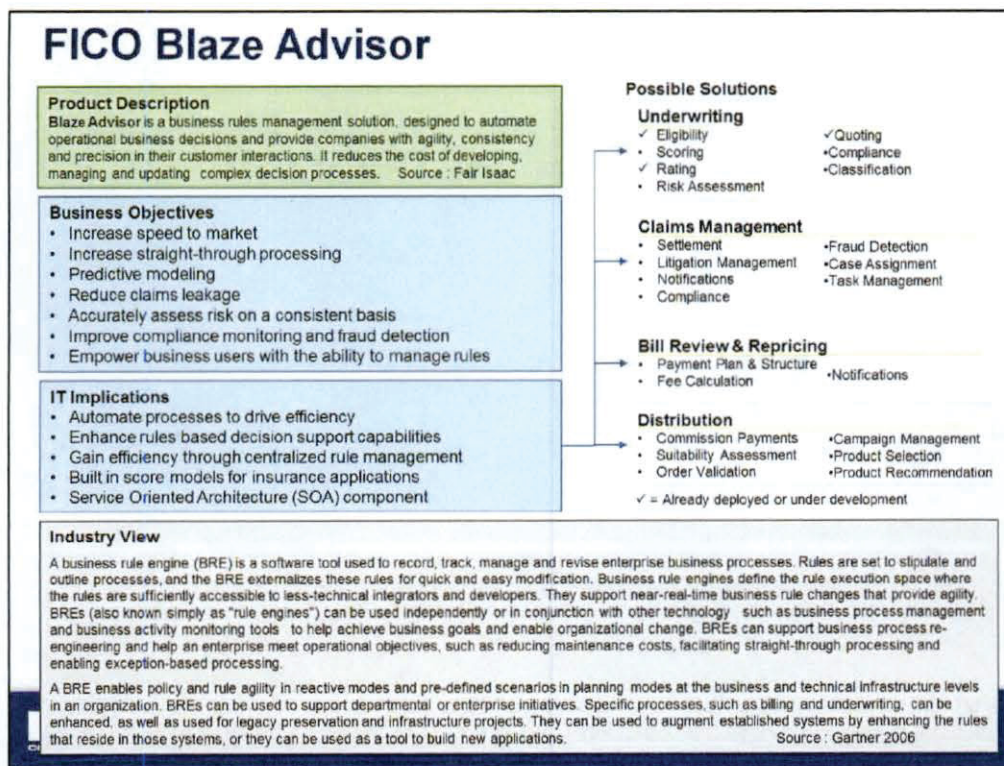 FICO Blaze Advisor
Product Description
Blaze Advisor is a business rules management solution, designed to automate
operational business decisions and provide companies with agility, consistency
and precision in their customer interactions. It reduces the cost of developing,
managing and updating complex decision processes. Source : Fair Isaac
Business Objectives
• Increase speed to market
• Increase straight-through processing
• Predictive modeling
• Reduce claims leakage
• Accurately assess risk on a consistent basis
• Improve compliance monitoring and fraud detection
• Empower business users with the ability to manage rules
IT Implications
• Automate processes to drive efficiency
• Enhance rules based decision support capabilities
• Gain efficiency through centralized rule management
• Built in score models for insurance applications
• Service Oriented Architecture (SOA) component
Possible Solutions
Underwriting
✓ Eligibility ✓Quoting
• Scoring •Compliance
✓ Rating •Classification
• Risk Assessment
Claims Management
• Settlement •Fraud Detection
• Litigation Management •Case Assignment
• Notifications •Task Management
• Compliance
Bill Review & Repricing
• Payment Plan & Structure
• Fee Calculation •Notifications
Distribution
• Commission Payments •Campaign Management
• Suitability Assessment •Product Selection
• Order Validation •Product Recommendation
✓ = Already deployed or under development
Industry View
A business rule engine (BRE) is a software tool used to record, track, manage and revise enterprise business processes. Rules are set to stipulate and
outline processes, and the BRE externalizes these rules for quick and easy modification. Business rule engines define the rule execution space where
the rules are sufficiently accessible to less-technical integrators and developers. They support near-real-time business rule changes that provide agility.
BREs (also known simply as "rule engines") can be used independently or in conjunction with other technology such as business process management
and business activity monitoring tools to help achieve business goals and enable organizational change. BREs can support business process re-
engineering and help an enterprise meet operational objectives, such as reducing maintenance costs, facilitating straight-through processing and
enabling exception-based processing.
A BRE enables policy and rule agility in reactive modes and pre-defined scenarios in planning modes at the business and technical infrastructure levels
in an organization. BREs can be used to support departmental or enterprise initiatives. Specific processes, such as billing and underwriting, can be
enhanced, as well as used for legacy preservation and infrastructure projects. They can be used to augment established systems by enhancing the rules
that reside in those systems, or they can be used as a tool to build new applications. Source : Gartner 2006